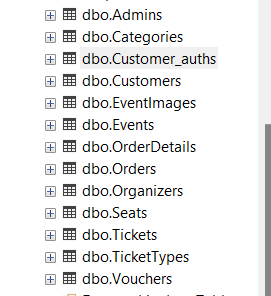 dbo.Admins
dbo.Categories
dbo.Customer_auths
dbo.Customers
dbo.EventImages
dbo.Events
dbo.OrderDetails
dbo.Orders
dbo.Organizers
dbo.Seats
dbo.Tickets
dbo.TicketTypes
dbo.Vouchers